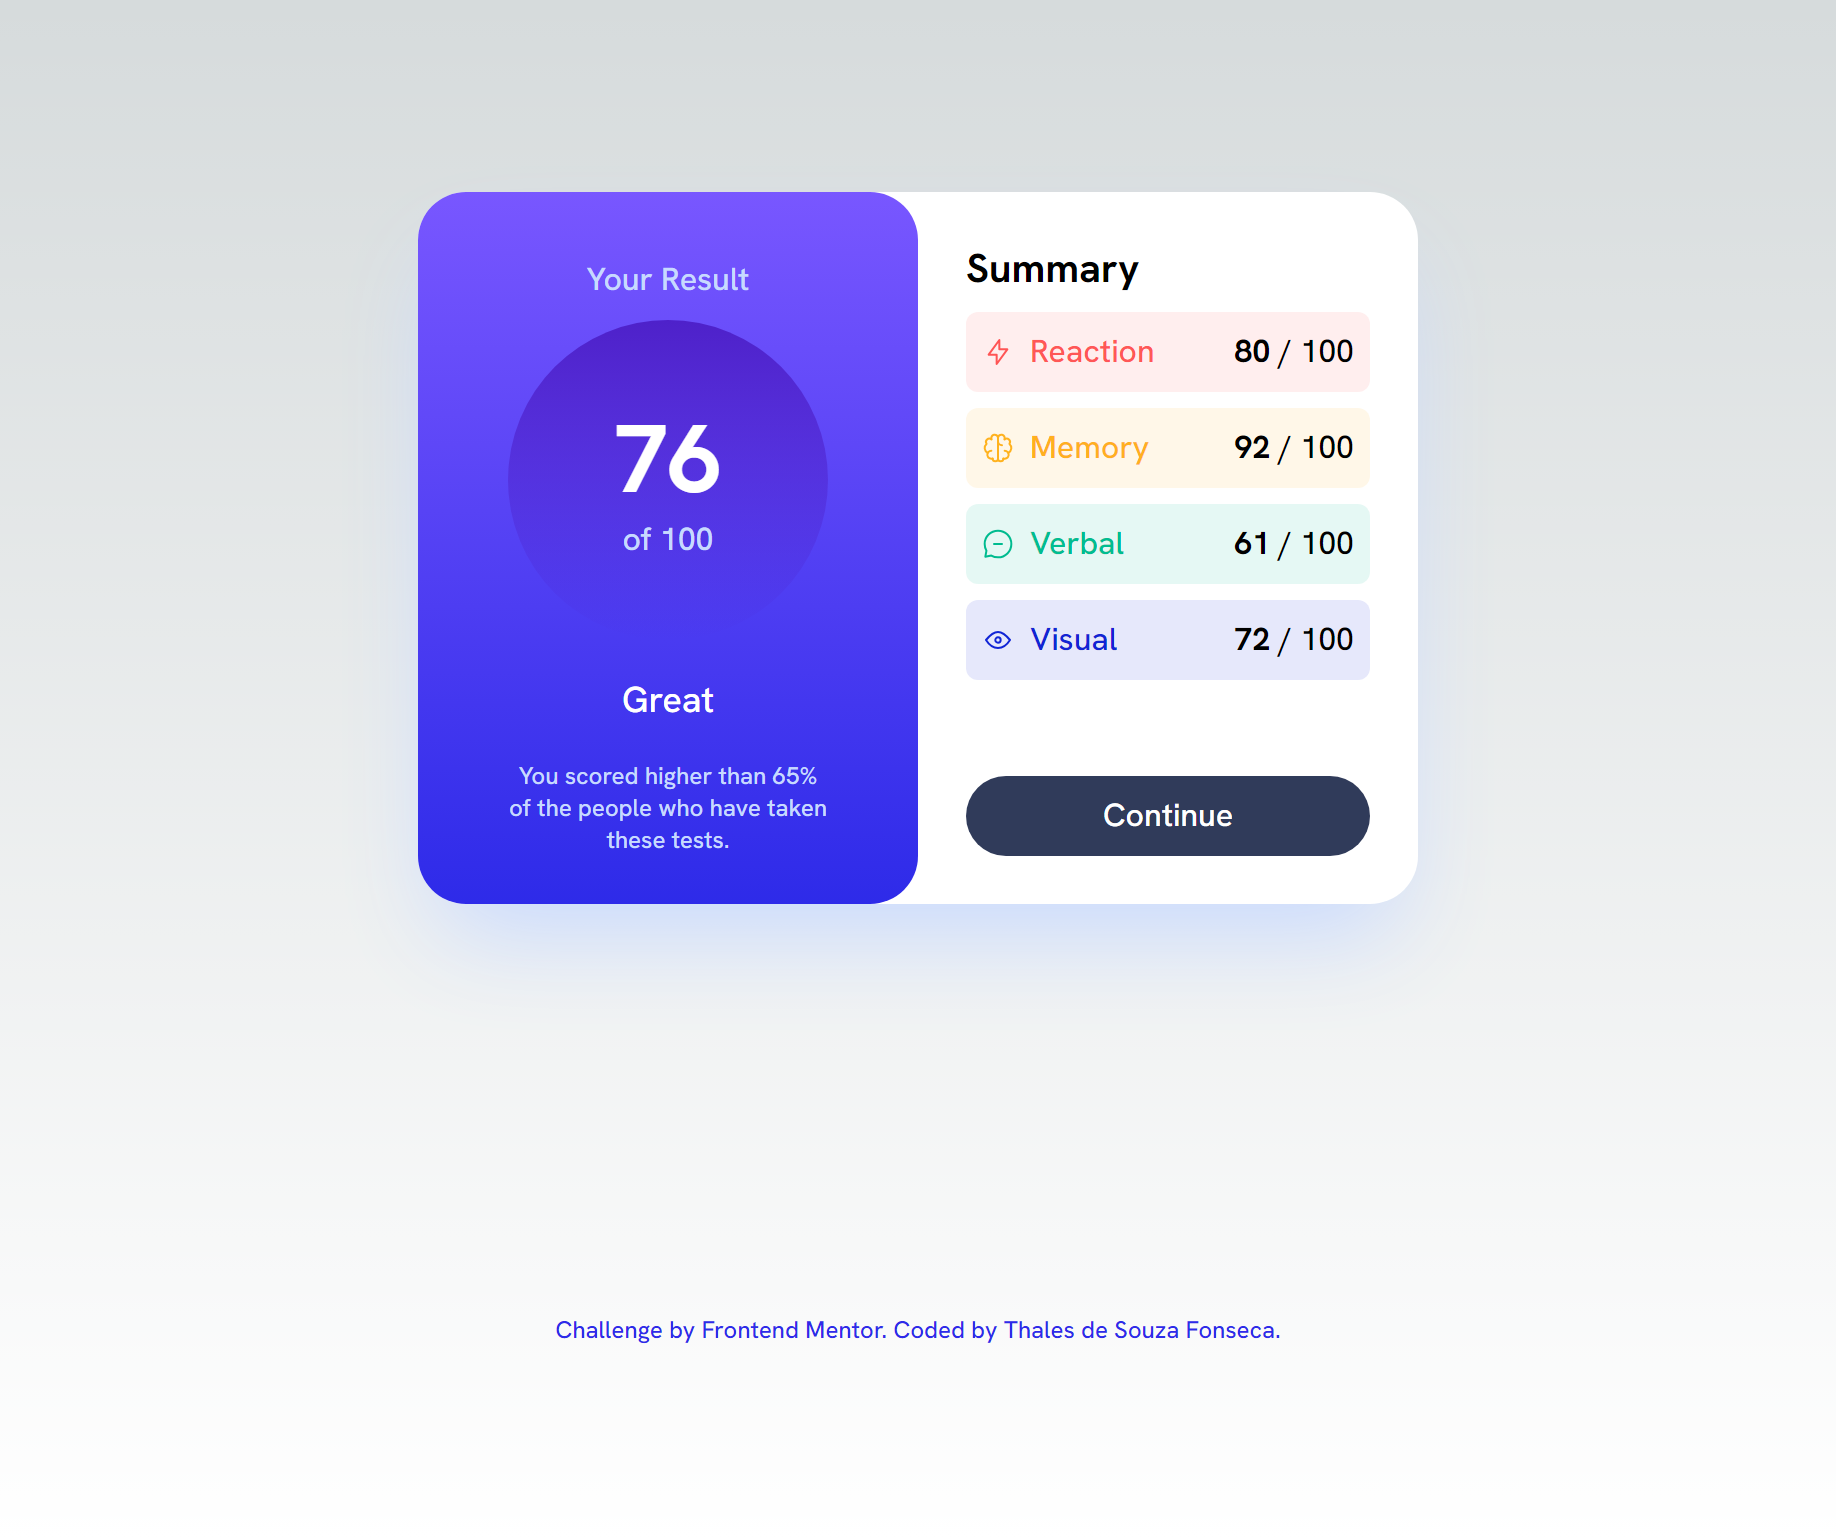 Your Result
76
of 100
Great
You scored higher than 65%
of the people who have taken
these tests.
Summary
Reaction 80 / 100
Memory 92 / 100
Verbal 61 / 100
Visual 72 / 100
Continue
Challenge by Frontend Mentor. Coded by Thales de Souza Fonseca.